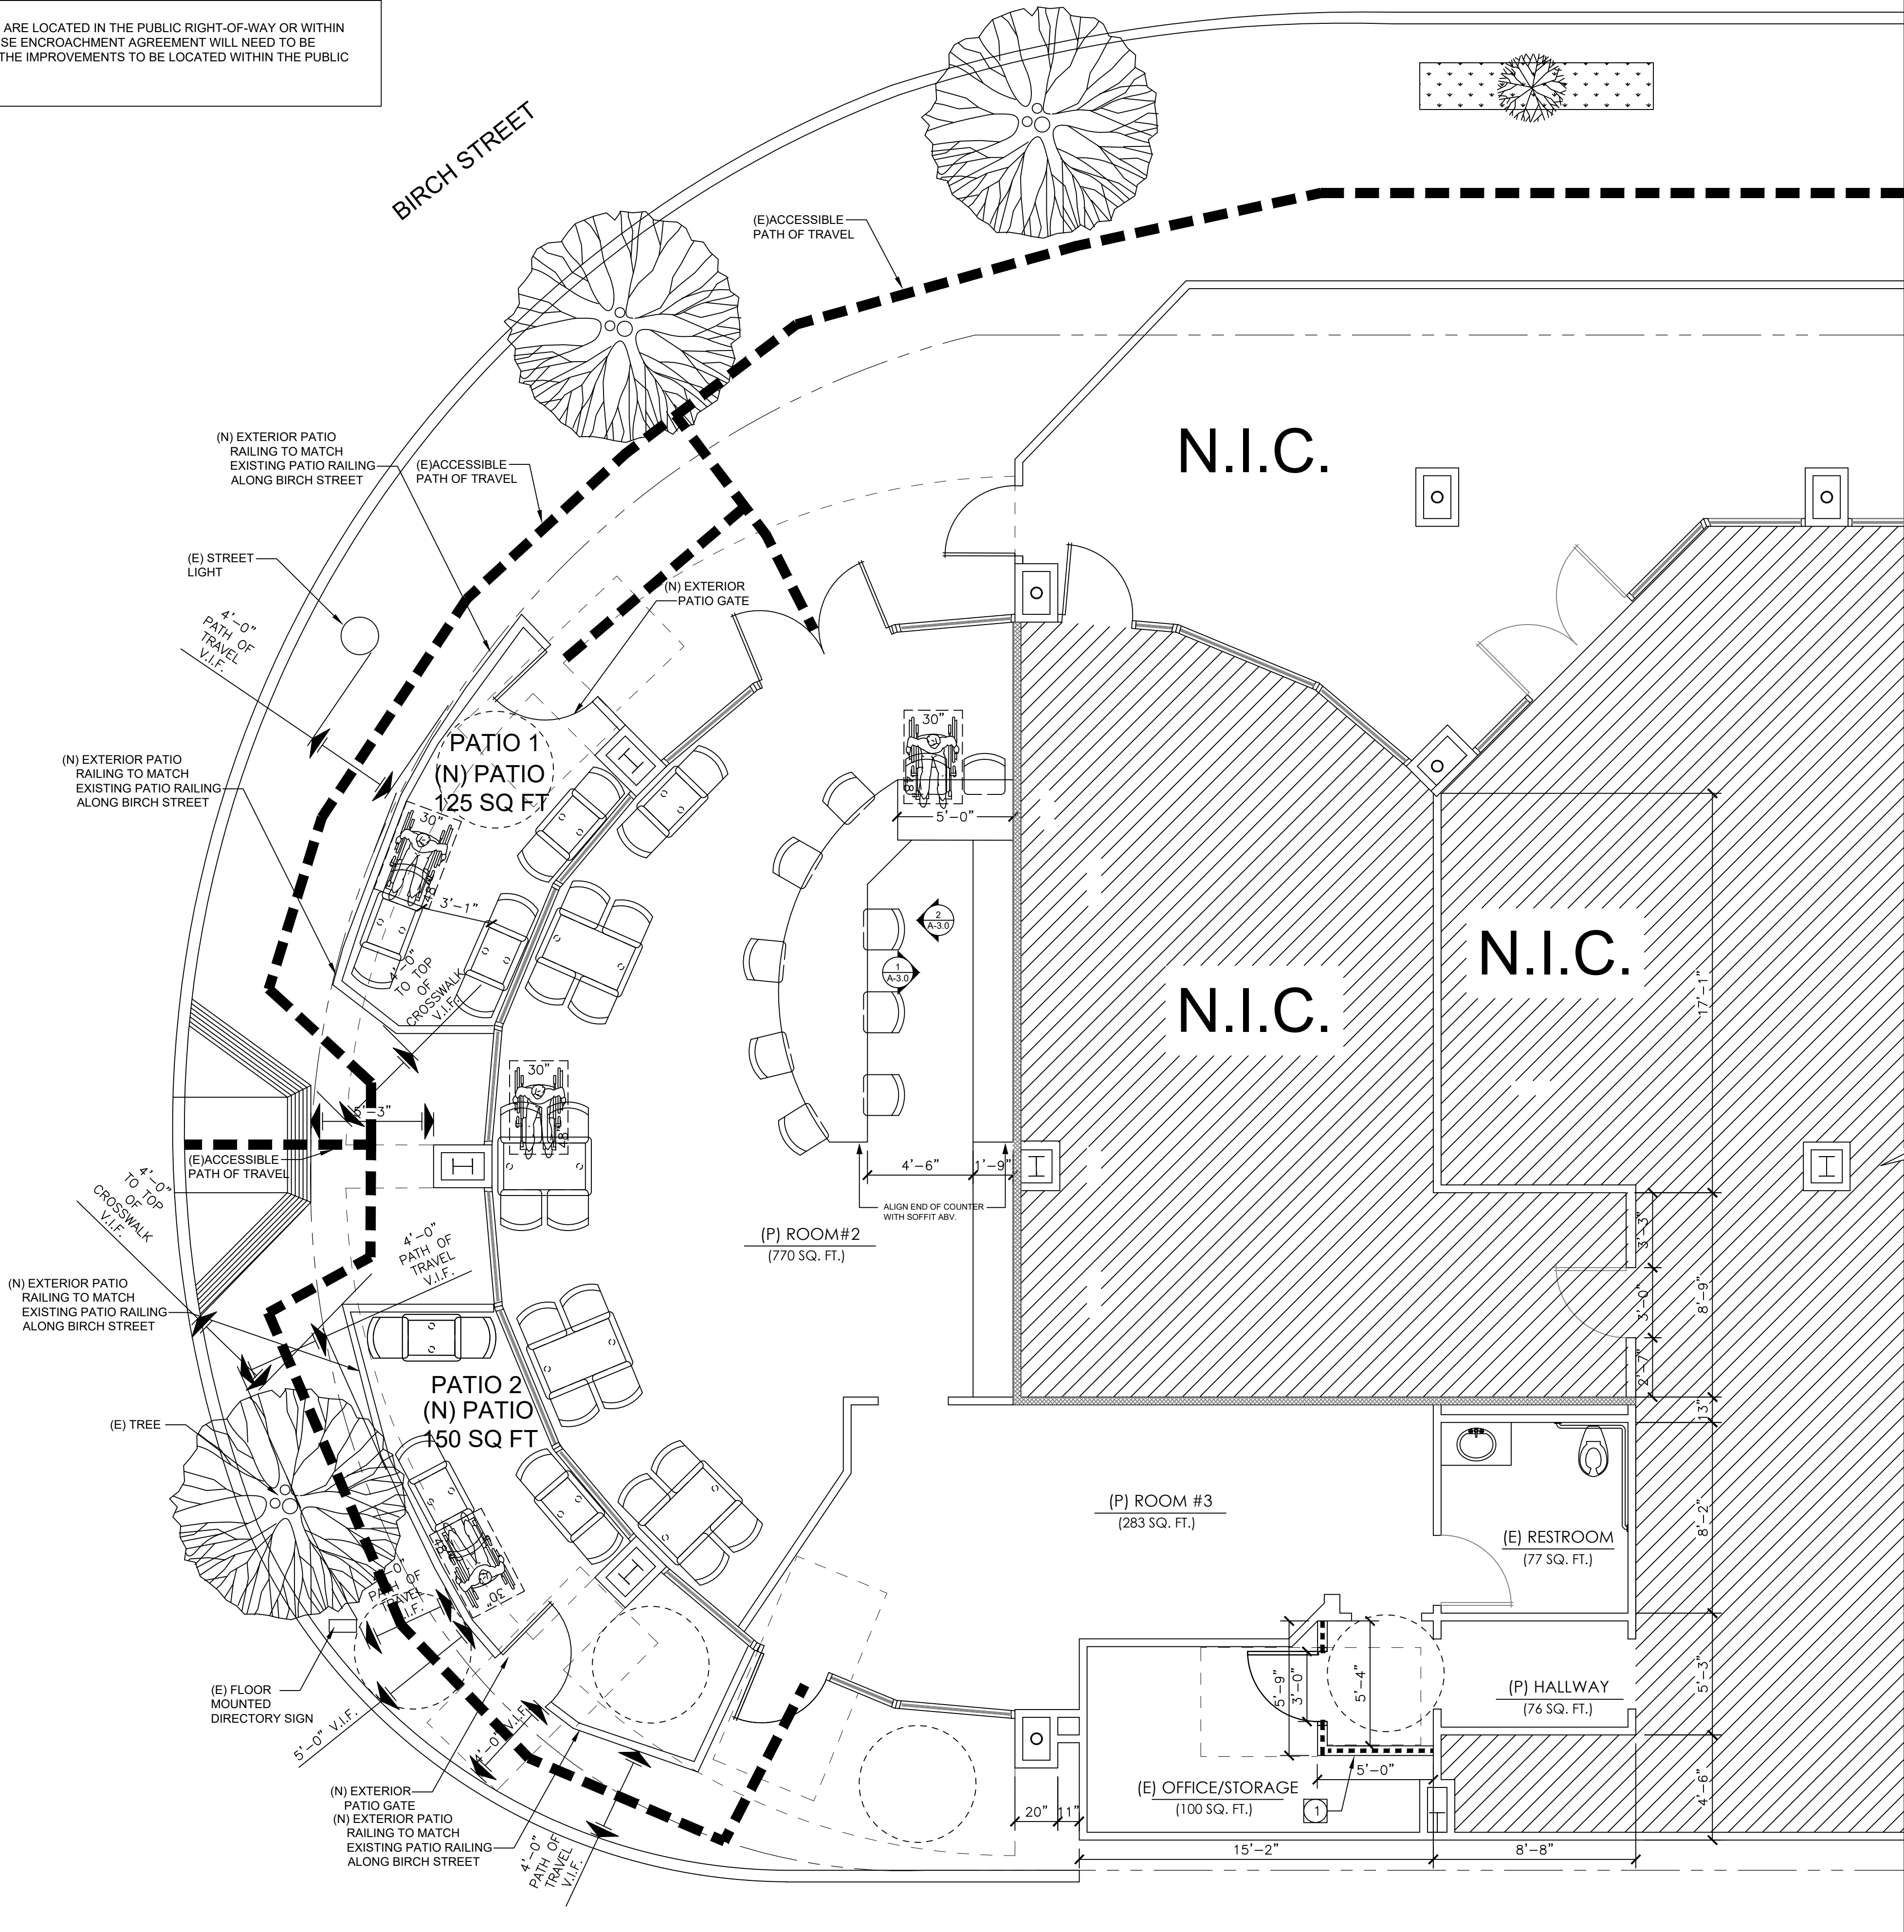 ARE LOCATED IN THE PUBLIC RIGHT-OF-WAY OR WITHIN
SE ENCROACHMENT AGREEMENT WILL NEED TO BE
THE IMPROVEMENTS TO BE LOCATED WITHIN THE PUBLIC
BIRCH STREET
(E)ACCESSIBLE
PATH OF TRAVEL
N.I.C.
(N) EXTERIOR PATIO
RAILING TO MATCH
EXISTING PATIO RAILING
ALONG BIRCH STREET
(E)ACCESSIBLE
PATH OF TRAVEL
(E) STREET
LIGHT
(N) EXTERIOR
PATIO GATE
4'-0"
PATH OF
TRAVEL
V.I.F.
PATIO 1
(N) PATIO
125 SQ FT
30"
48"
5'-0"
(N) EXTERIOR PATIO
RAILING TO MATCH
EXISTING PATIO RAILING
ALONG BIRCH STREET
30"
48"
3'-1"
2
A-3.0
1
A-3.0
4'-0"
TO TOP
OF
CROSSWALK
V.I.F.
N.I.C.
N.I.C.
17'-1"
30"
48"
5'-3"
(E)ACCESSIBLE
PATH OF TRAVEL
4'-6"
1'-9"
ALIGN END OF COUNTER
WITH SOFFIT ABV.
4'-0"
TO TOP
OF
CROSSWALK
V.I.F.
4'-0"
PATH OF
TRAVEL
V.I.F.
(P) ROOM#2
(770 SQ. FT.)
3'-3"
3'-0"
8'-9"
2'-7"
13"
(N) EXTERIOR PATIO
RAILING TO MATCH
EXISTING PATIO RAILING
ALONG BIRCH STREET
PATIO 2
(N) PATIO
150 SQ FT
(E) TREE
48"
30"
PATH OF
TRAVEL
(P) ROOM #3
(283 SQ. FT.)
(E) RESTROOM
(77 SQ. FT.)
8'-2"
(E) FLOOR
MOUNTED
DIRECTORY SIGN
5'-0" V.I.F.
4'-0" V.I.F.
5'-9"
3'-0"
5'-4"
(P) HALLWAY
(76 SQ. FT.)
5'-3"
5'-0"
(E) OFFICE/STORAGE
(100 SQ. FT.)
1
4'-6"
(N) EXTERIOR
PATIO GATE
(N) EXTERIOR PATIO
RAILING TO MATCH
EXISTING PATIO RAILING
ALONG BIRCH STREET
4'-0"
PATH OF
TRAVEL
V.I.F.
20"
11"
15'-2"
8'-8"